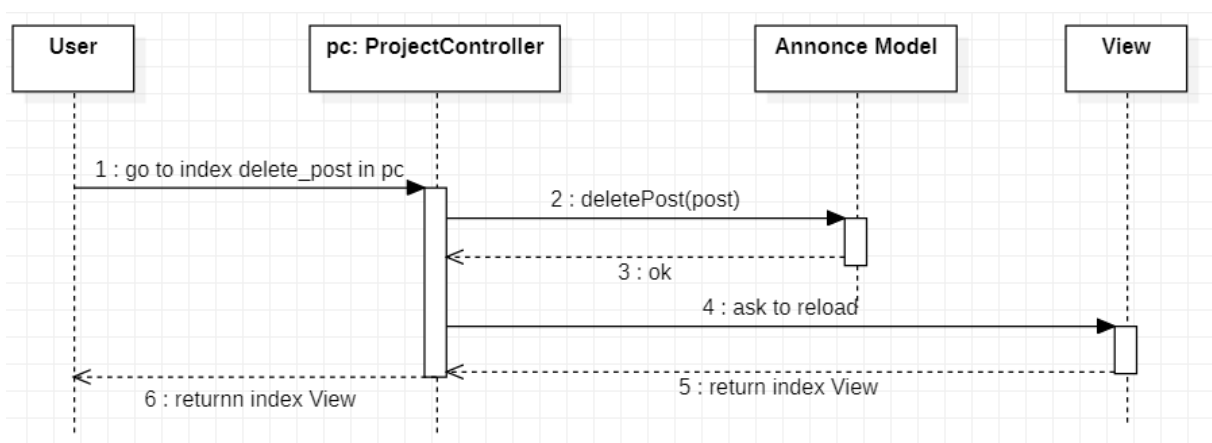 User
pc: ProjectController
Annonce Model
View
1 : go to index delete_post in pc
2 : deletePost(post)
3 : ok
4 : ask to reload
5 : return index View
6 : returnn index View